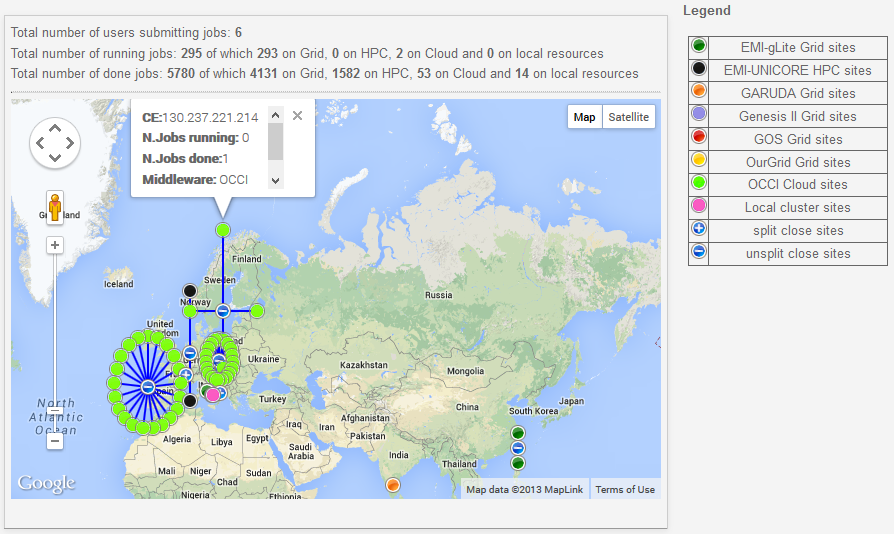 Total number of users submitting jobs: 6
Total number of running jobs: 295 of which 293 on Grid, 0 on HPC, 2 on Cloud and 0 on local resources
Total number of done jobs: 5780 of which 4131 on Grid, 1582 on HPC, 53 on Cloud and 14 on local resources
CE:130.237.221.214
N.Jobs running: 0
N.Jobs done:1
Middleware: OCCI
Map
Satellite
Finland
Iceland
Sweden
Norway
Russia
United
Ukraine
Kazakhstan
Mongolia
Turkey
China
South Korea
Japan
North
Atlantic
Ocean
Afghanistan
Iraq
Iran
Pakistan
Algeria
Libya
Egypt
Saudi
Arabia
India
Thailand
Mali
Niger
Chad
Sudan
Nigeria
Ethiopia
Google
Map data ©2013 MapLink
Terms of Use
Legend
EMI-gLite Grid sites
EMI-UNICORE HPC sites
GARUDA Grid sites
Genesis II Grid sites
GOS Grid sites
OurGrid Grid sites
OCCI Cloud sites
Local cluster sites
split close sites
unsplit close sites